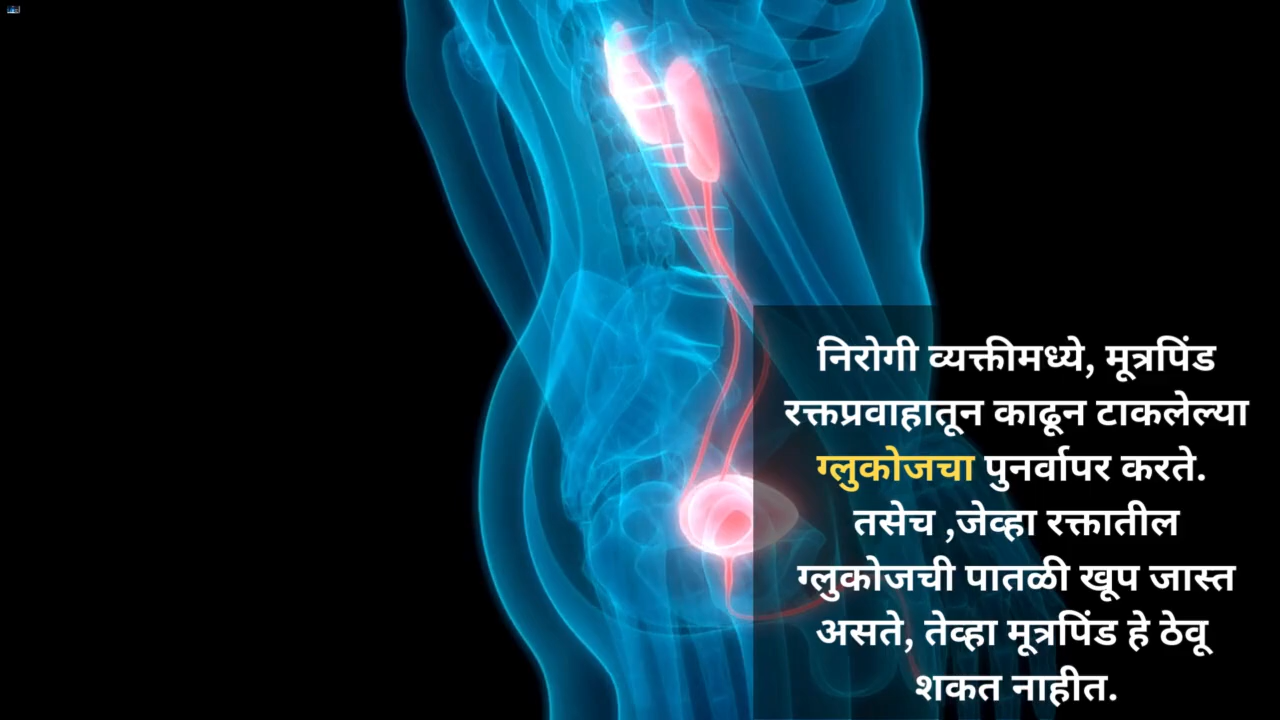 निरोगी व्यक्तीमध्ये, मूत्रपिंड
रक्तप्रवाहातून काढून टाकलेल्या
ग्लुकोजचा पुनर्वापर करते.
तसेच ,जेव्हा रक्तातील
ग्लुकोजची पातळी खूप जास्त
असते, तेव्हा मूत्रपिंड हे ठेवू
शकत नाहीत.